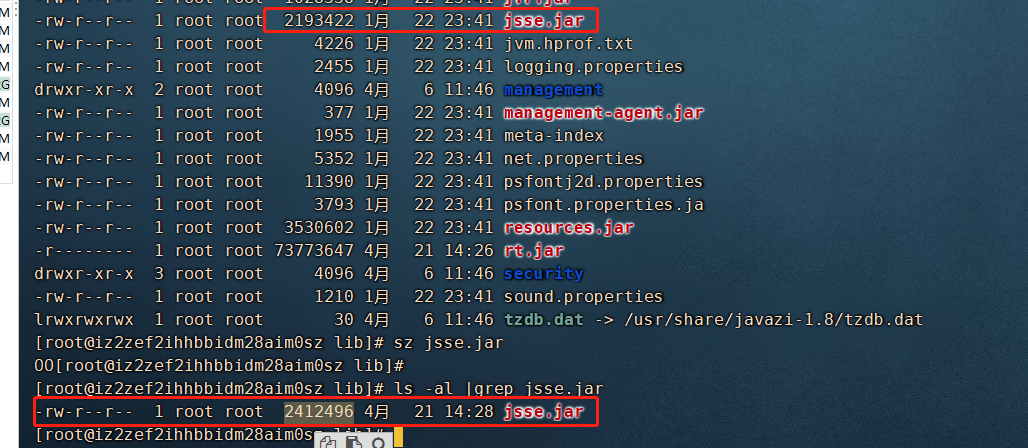 -rw-r--r-- 1 root root 2193422 1月 22 23:41 jsse.jar
-rw-r--r-- 1 root root 4226 1月 22 23:41 jvm.hprof.txt
-rw-r--r-- 1 root root 2455 1月 22 23:41 logging.properties
drwxr-xr-x 2 root root 4096 4月 6 11:46 management
-rw-r--r-- 1 root root 377 1月 22 23:41 management-agent.jar
-rw-r--r-- 1 root root 1955 1月 22 23:41 meta-index
-rw-r--r-- 1 root root 5352 1月 22 23:41 net.properties
-rw-r--r-- 1 root root 11390 1月 22 23:41 psfontj2d.properties
-rw-r--r-- 1 root root 3793 1月 22 23:41 psfont.properties.ja
-rw-r--r-- 1 root root 3530602 1月 22 23:41 resources.jar
-r-------- 1 root root 73773647 4月 21 14:26 rt.jar
drwxr-xr-x 3 root root 4096 4月 6 11:46 security
-rw-r--r-- 1 root root 1210 1月 22 23:41 sound.properties
lrwxrwxrwx 1 root root 30 4月 6 11:46 tzdb.dat -> /usr/share/javazi-1.8/tzdb.dat
[root@iz2zef2ihhbbidm28aim0sz lib]# sz jsse.jar
00[root@iz2zef2ihhbbidm28aim0sz lib]#
[root@iz2zef2ihhbbidm28aim0sz lib]# ls -al |grep jsse.jar
-rw-r--r-- 1 root root 2412496 4月 21 14:28 jsse.jar
[root@iz2zef2ihhbbidm28aim0sz lib]#